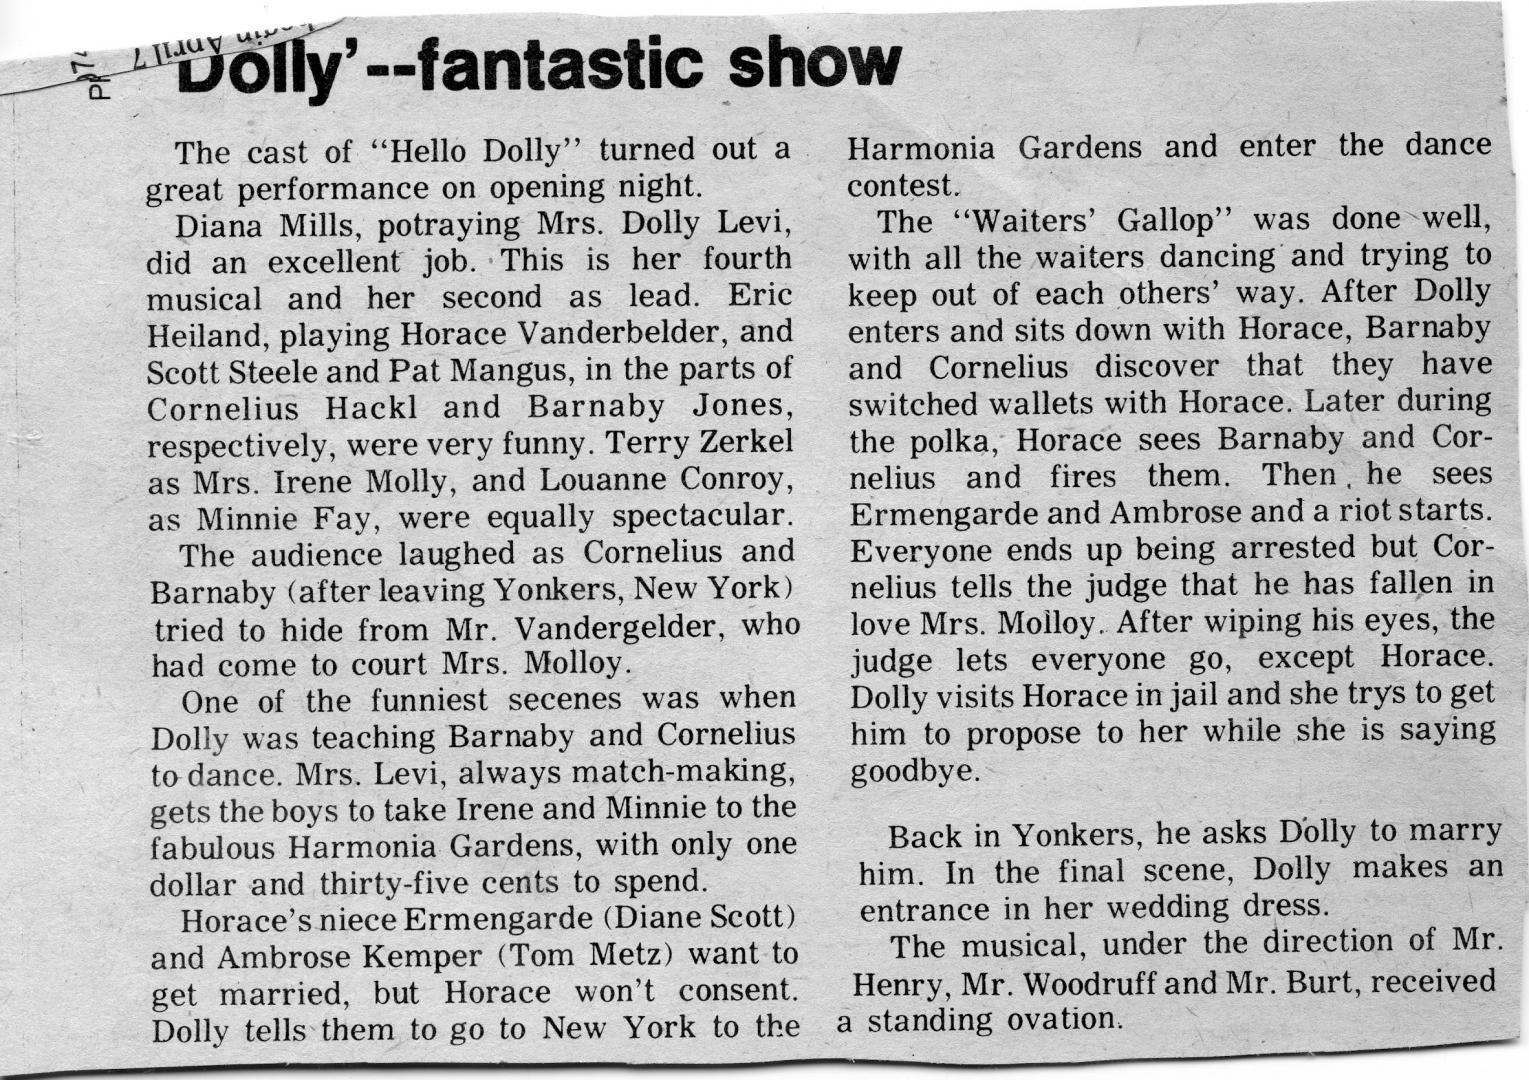 Dolly'--fantastic show
The cast of "Hello Dolly" turned out a
great performance on opening night.
Diana Mills, potraying Mrs. Dolly Levi,
did an excellent job. This is her fourth
musical and her second as lead. Eric
Heiland, playing Horace Vanderbelder, and
Scott Steele and Pat Mangus, in the parts of
Cornelius Hackl and Barnaby Jones,
respectively, were very funny. Terry Zerkel
as Mrs. Irene Molly, and Louanne Conroy,
as Minnie Fay, were equally spectacular.
The audience laughed as Cornelius and
Barnaby (after leaving Yonkers, New York)
tried to hide from Mr. Vandergelder, who
had come to court Mrs. Molloy.
One of the funniest secenes was when
Dolly was teaching Barnaby and Cornelius
to dance. Mrs. Levi, always match-making,
gets the boys to take Irene and Minnie to the
fabulous Harmonia Gardens, with only one
dollar and thirty-five cents to spend.
Horace's niece Ermengarde (Diane Scott)
and Ambrose Kemper (Tom Metz) want to
get married, but Horace won't consent.
Dolly tells them to go to New York to the
Harmonia Gardens and enter the dance
contest.
The "Waiters' Gallop" was done well,
with all the waiters dancing and trying to
keep out of each others' way. After Dolly
enters and sits down with Horace, Barnaby
and Cornelius discover that they have
switched wallets with Horace. Later during
the polka, Horace sees Barnaby and Cor-
nelius and fires them. Then he sees
Ermengarde and Ambrose and a riot starts.
Everyone ends up being arrested but Cor-
nelius tells the judge that he has fallen in
love Mrs. Molloy. After wiping his eyes, the
judge lets everyone go, except Horace.
Dolly visits Horace in jail and she trys to get
him to propose to her while she is saying
goodbye.
Back in Yonkers, he asks Dolly to marry
him. In the final scene, Dolly makes an
entrance in her wedding dress.
The musical, under the direction of Mr.
Henry, Mr. Woodruff and Mr. Burt, received
a standing ovation.
April 7